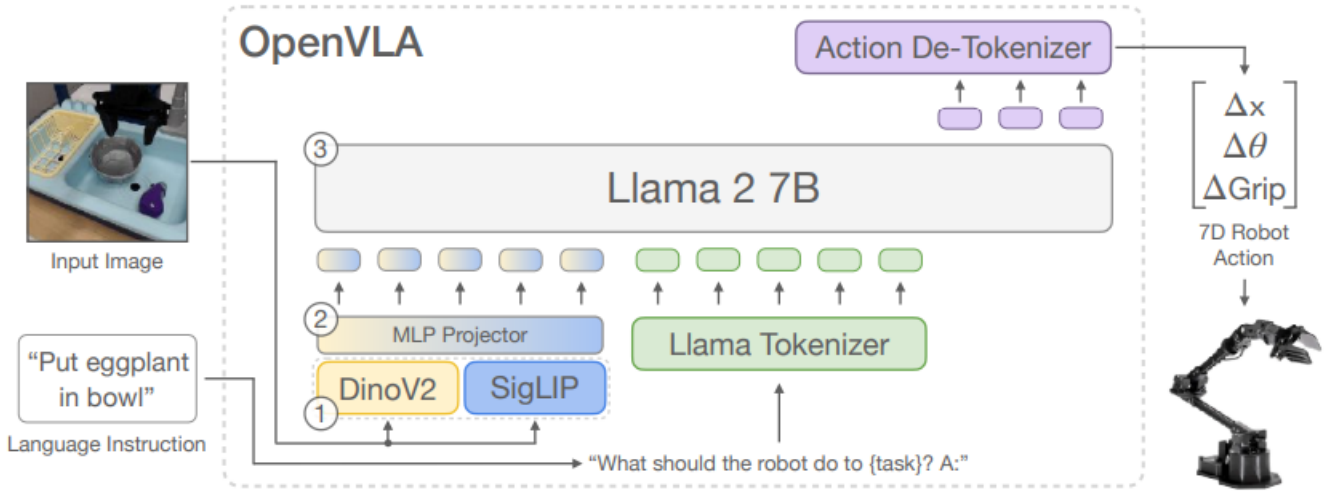 OpenVLA
Action De-Tokenizer
Δx
Δθ
ΔGrip
7D Robot
Action
Input Image
3
Llama 2 7B
2
MLP Projector
Llama Tokenizer
1
DinoV2
SigLIP
“Put eggplant
in bowl”
Language Instruction
“What should the robot do to {task}? A:”